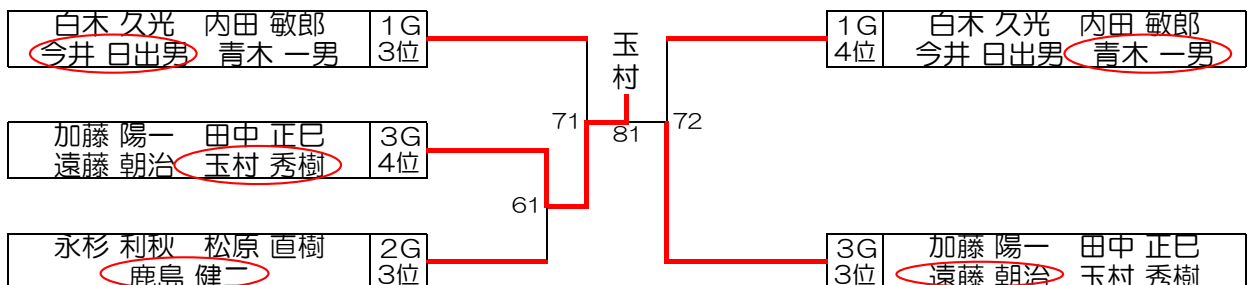 白木 久光 内田 敏郎 1G
今井 日出男 青木 一男 3位
玉村
1G 白木 久光 内田 敏郎
4位 今井 日出男 青木 一男
71
81
72
加藤 陽一 田中 正巳 3G
遠藤 朝治 玉村 秀樹 4位
61
永杉 利秋 松原 直樹 2G
鹿島 健二 3位
3G 加藤 陽一 田中 正巳
3位 遠藤 朝治 玉村 秀樹